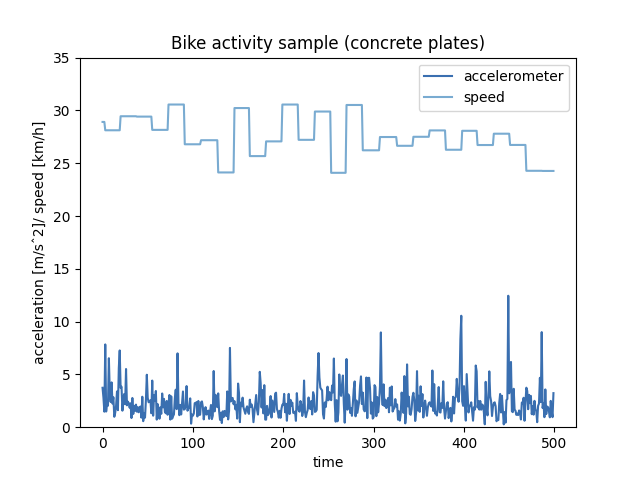 Bike activity sample (concrete plates)
accelerometer
speed
35
30
25
20
15
10
5
0
acceleration [m/sˆ2]/ speed [km/h]
0 100 200 300 400 500
time